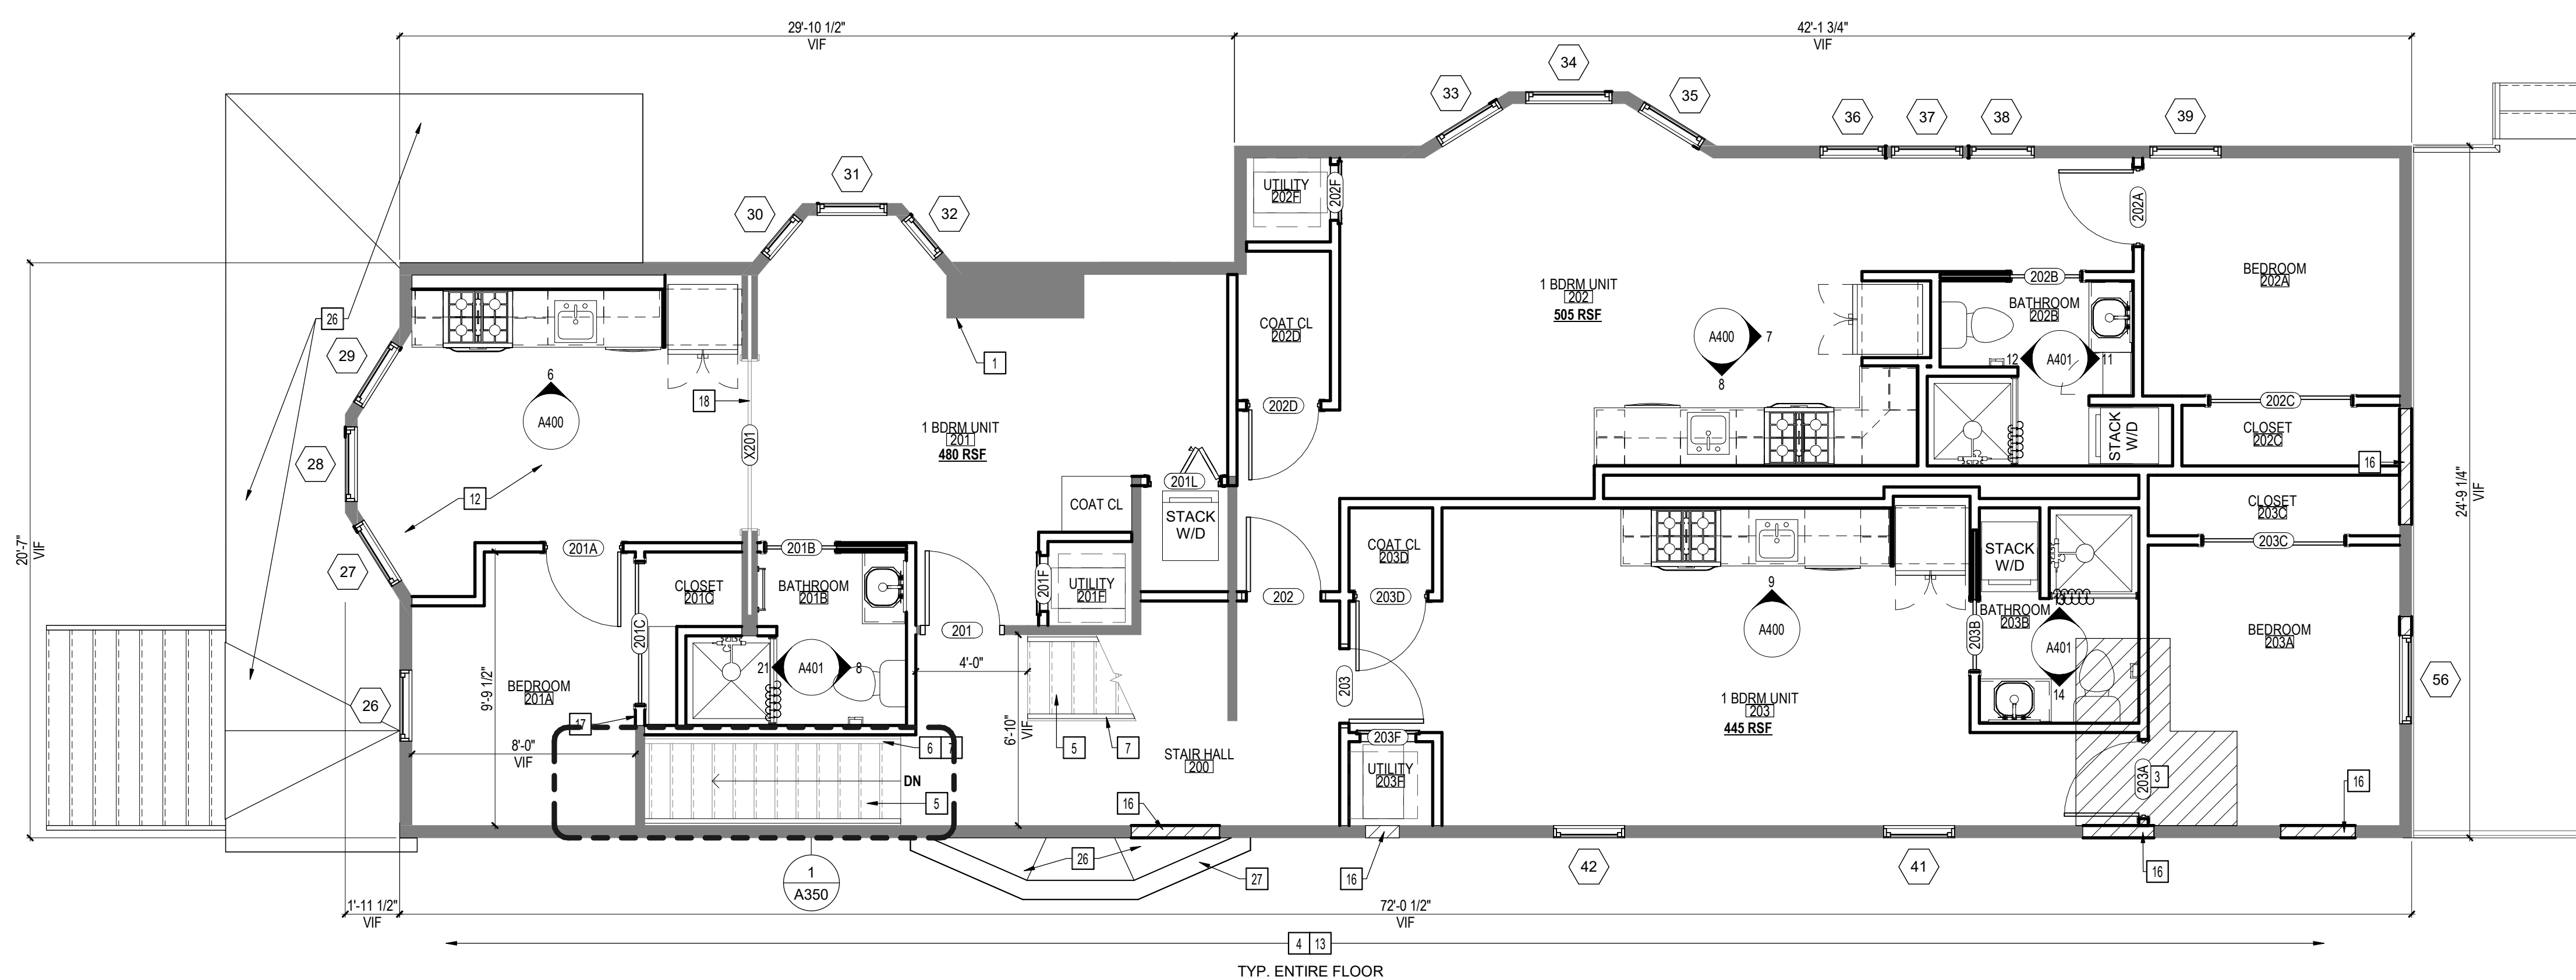 29'-10 1/2"
VIF
42'-1 3/4"
VIF
34
33
35
36
37
38
39
31
30
32
UTILITY
202F
202F
202A
26
29
28
27
26
20'-7"
VIF
6
A400
18
X201
12
1
1 BDRM UNIT
201
480 RSF
COAT CL
202D
202D
1 BDRM UNIT
202
505 RSF
A400
7
8
BEDROOM
202A
202B
BATHROOM
202B
12
A401
11
202C
CLOSET
202C
STACK
W/D
16
24'-9 1/4"
VIF
201L
COAT CL
STACK
W/D
201A
201B
CLOSET
201C
201C
BATHROOM
201B
201F
UTILITY
201F
202
201
COAT CL
203D
203D
9
A400
STACK
W/D
BATHROOM
203B
203B
13
A401
14
CLOSET
203C
203C
BEDROOM
203A
56
9'-9 1/2"
BEDROOM
201A
21
A401
8
4'-0"
6'-10"
VIF
17
8'-0"
VIF
6
7
5
7
DN
5
STAIR HALL
200
203
203F
UTILITY
203F
1 BDRM UNIT
203
445 RSF
203A
3
16
16
16
16
26
27
42
41
1
A350
1'-11 1/2"
VIF
72'-0 1/2"
VIF
4 13
TYP. ENTIRE FLOOR